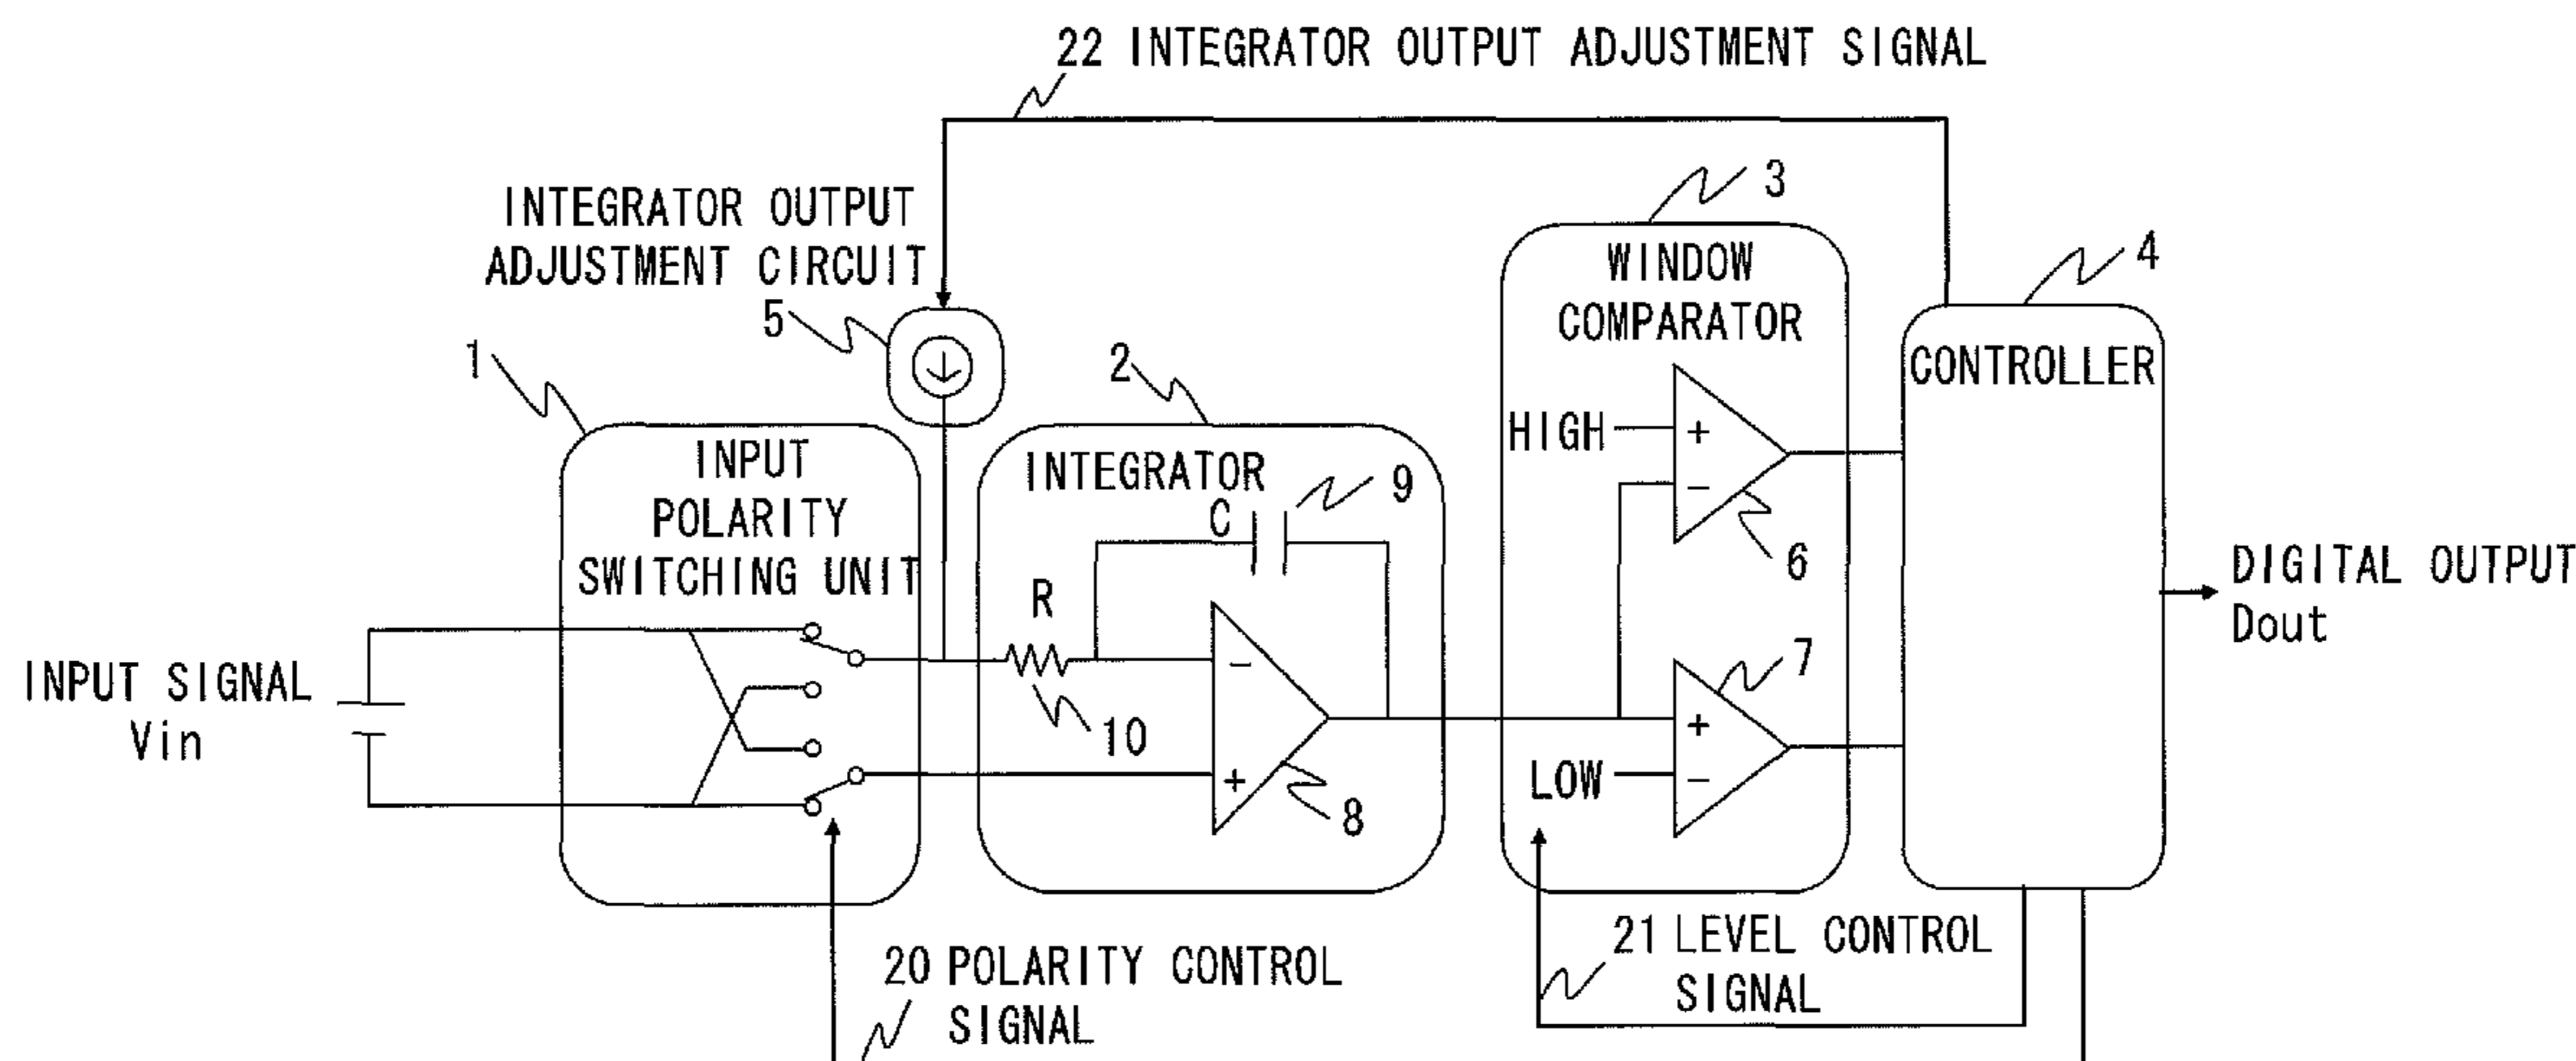 22 INTEGRATOR OUTPUT ADJUSTMENT SIGNAL
INTEGRATOR OUTPUT
ADJUSTMENT CIRCUIT
5
3
WINDOW
COMPARATOR
4
CONTROLLER
1
2
INPUT
POLARITY
SWITCHING UNIT
INTEGRATOR
C
9
R
HIGH
+
−
6
DIGITAL OUTPUT
Dout
INPUT SIGNAL
Vin
10
−
+
8
7
+
LOW
−
21 LEVEL CONTROL
SIGNAL
20 POLARITY CONTROL
SIGNAL